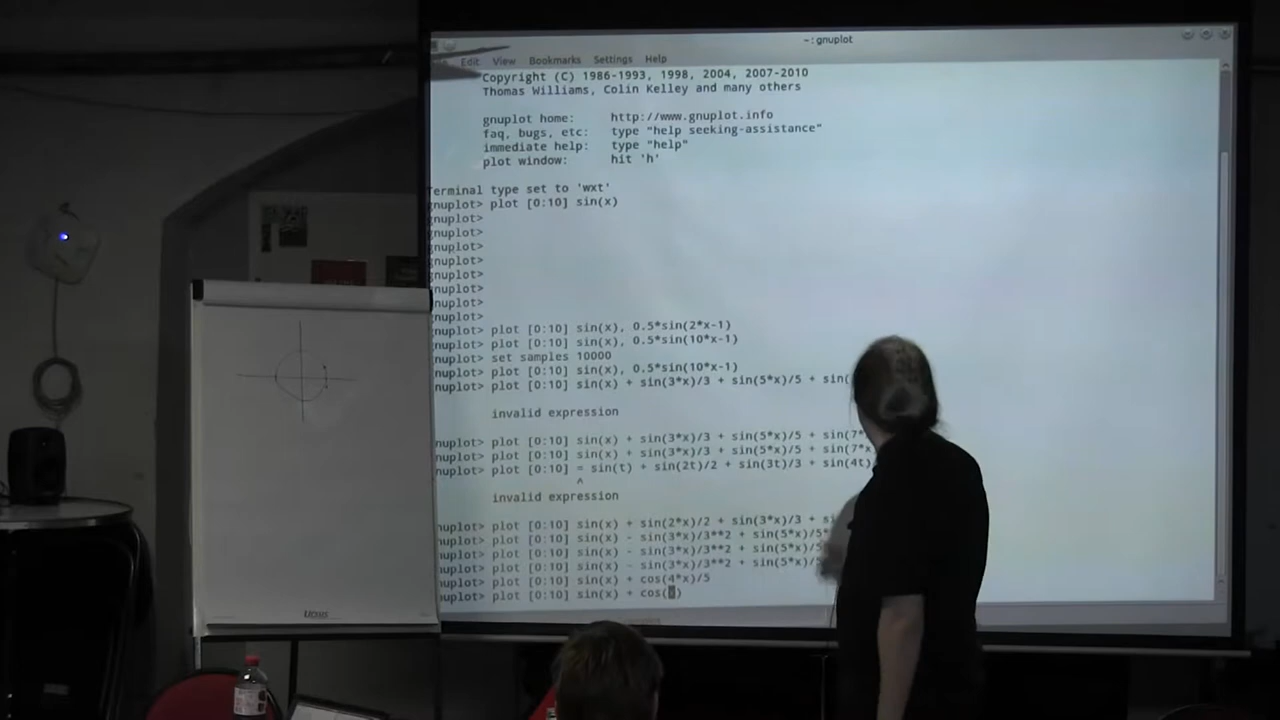 ~:gnuplot
Edit View Bookmarks Settings Help
Copyright (C) 1986-1993, 1998, 2004, 2007-2010
Thomas Williams, Colin Kelley and many others
gnuplot home: http://www.gnuplot.info
faq, bugs, etc: type "help seeking-assistance"
immediate help: type "help"
plot window: hit 'h'
Terminal type set to 'wxt'
gnuplot> plot [0:10] sin(x)
gnuplot>
gnuplot>
gnuplot>
gnuplot>
gnuplot>
gnuplot>
gnuplot>
gnuplot>
gnuplot> plot [0:10] sin(x), 0.5*sin(2*x-1)
gnuplot> plot [0:10] sin(x), 0.5*sin(10*x-1)
gnuplot> set samples 10000
gnuplot> plot [0:10] sin(x), 0.5*sin(10*x-1)
gnuplot> plot [0:10] sin(x) + sin(3*x)/3 + sin(5*x)/5 + sin(
invalid expression
nuplot> plot [0:10] sin(x) + sin(3*x)/3 + sin(5*x)/5 + sin(7*
nuplot> plot [0:10] sin(x) + sin(3*x)/3 + sin(5*x)/5 + sin(7*x
nuplot> plot [0:10] = sin(t) + sin(2t)/2 + sin(3t)/3 + sin(4t)
^
invalid expression
nuplot> plot [0:10] sin(x) + sin(2*x)/2 + sin(3*x)/3 + si
nuplot> plot [0:10] sin(x) - sin(3*x)/3**2 + sin(5*x)/5*
nuplot> plot [0:10] sin(x) - sin(3*x)/3**2 + sin(5*x)/5
nuplot> plot [0:10] sin(x) - sin(3*x)/3**2 + sin(5*x)/5
nuplot> plot [0:10] sin(x) + cos(4*x)/5
nuplot> plot [0:10] sin(x) + cos( )